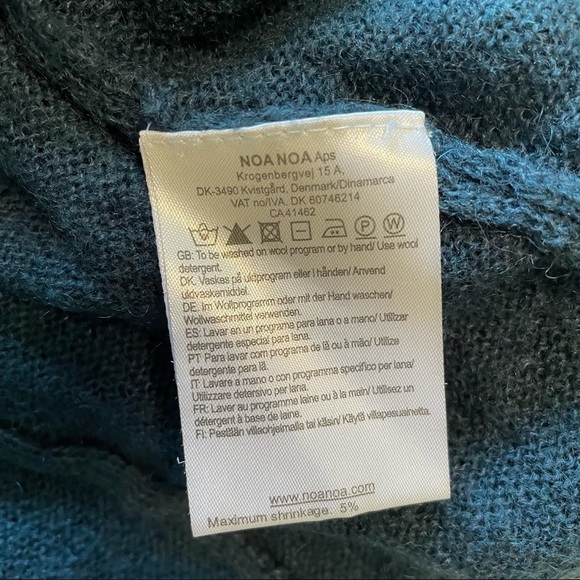 NOA NOA Aps
Krogenbergvej 15 A,
DK-3490 Kvistgård, Denmark/Dinamarca
VAT no/IVA. DK 60746214
CA 41462
P W
GB: To be washed on wool program or by hand/ Use wool
detergent.
DK. Vaskes på uldprogram eller I hånden/ Anvend
uldvaskemiddel.
DE: Im Wollprogramm oder mit der Hand waschen/
Wollwaschmittel verwenden.
ES: Lavar en un programa para lana o a mano/ Utilizar
detergente especial para lana.
PT Para lavar com programa de lã ou à mão/ Utilize
detergente para lã.
IT: Lavare a mano o con programma specifico per lana/
Utilizzare detersivo per lana.
FR: Laver au programme laine ou à la main/ Utilisez un
détergent à base de laine.
FI: Pestään villaohjelmalla tai käsin/ Käytä villapesuainetta.
www.noanoa.com
Maximum shrinkage: 5%